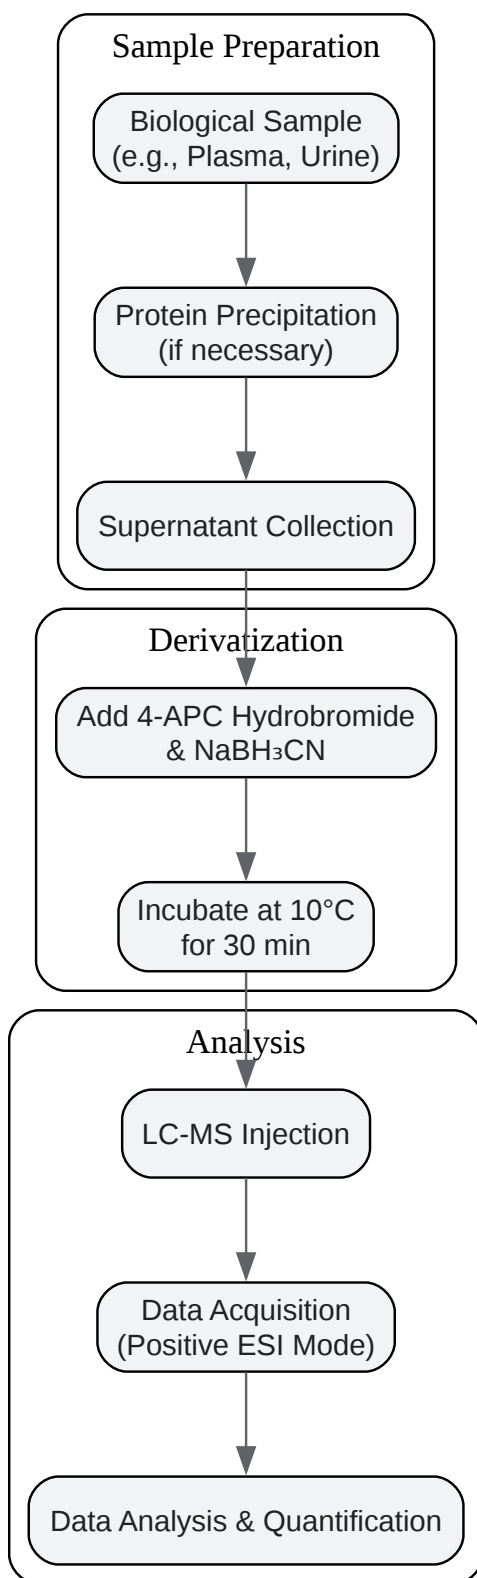 Sample Preparation
Biological Sample
(e.g., Plasma, Urine)
Protein Precipitation
(if necessary)
Supernatant Collection
Derivatization
Add 4-APC Hydrobromide
& NaBH₃CN
Incubate at 10°C
for 30 min
Analysis
LC-MS Injection
Data Acquisition
(Positive ESI Mode)
Data Analysis & Quantification